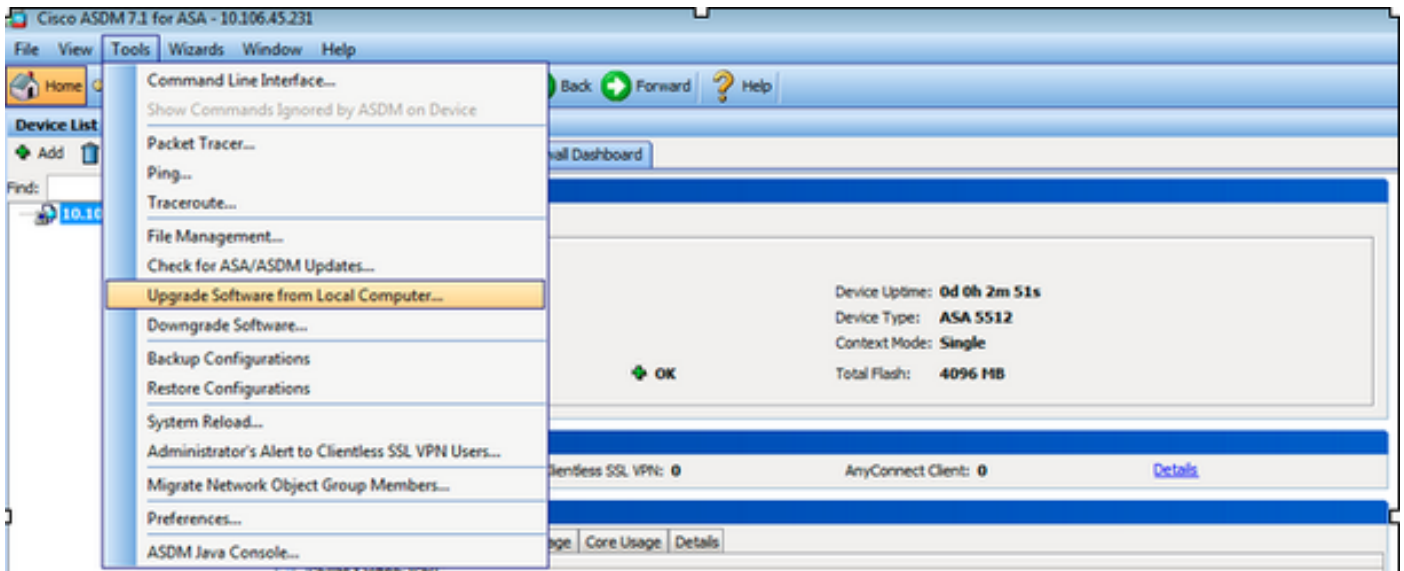 Cisco ASDM 7.1 for ASA - 10.106.45.231
File View Tools Wizards Window Help
Home Back Forward Help
Command Line Interface...
Show Commands Ignored by ASDM on Device
Device List
Add
Packet Tracer...
Dashboard
Ping...
Find:
Traceroute...
10.10
File Management...
Check for ASA/ASDM Updates...
Upgrade Software from Local Computer...
Device Uptime: 0d 0h 2m 51s
Downgrade Software...
Device Type: ASA 5512
Context Mode: Single
Backup Configurations
OK
Total Flash: 4096 MB
Restore Configurations
System Reload...
Administrator's Alert to Clientless SSL VPN Users...
Clientless SSL VPN: 0 AnyConnect Client: 0 Details
Migrate Network Object Group Members...
Preferences...
Core Usage Details
ASDM Java Console...